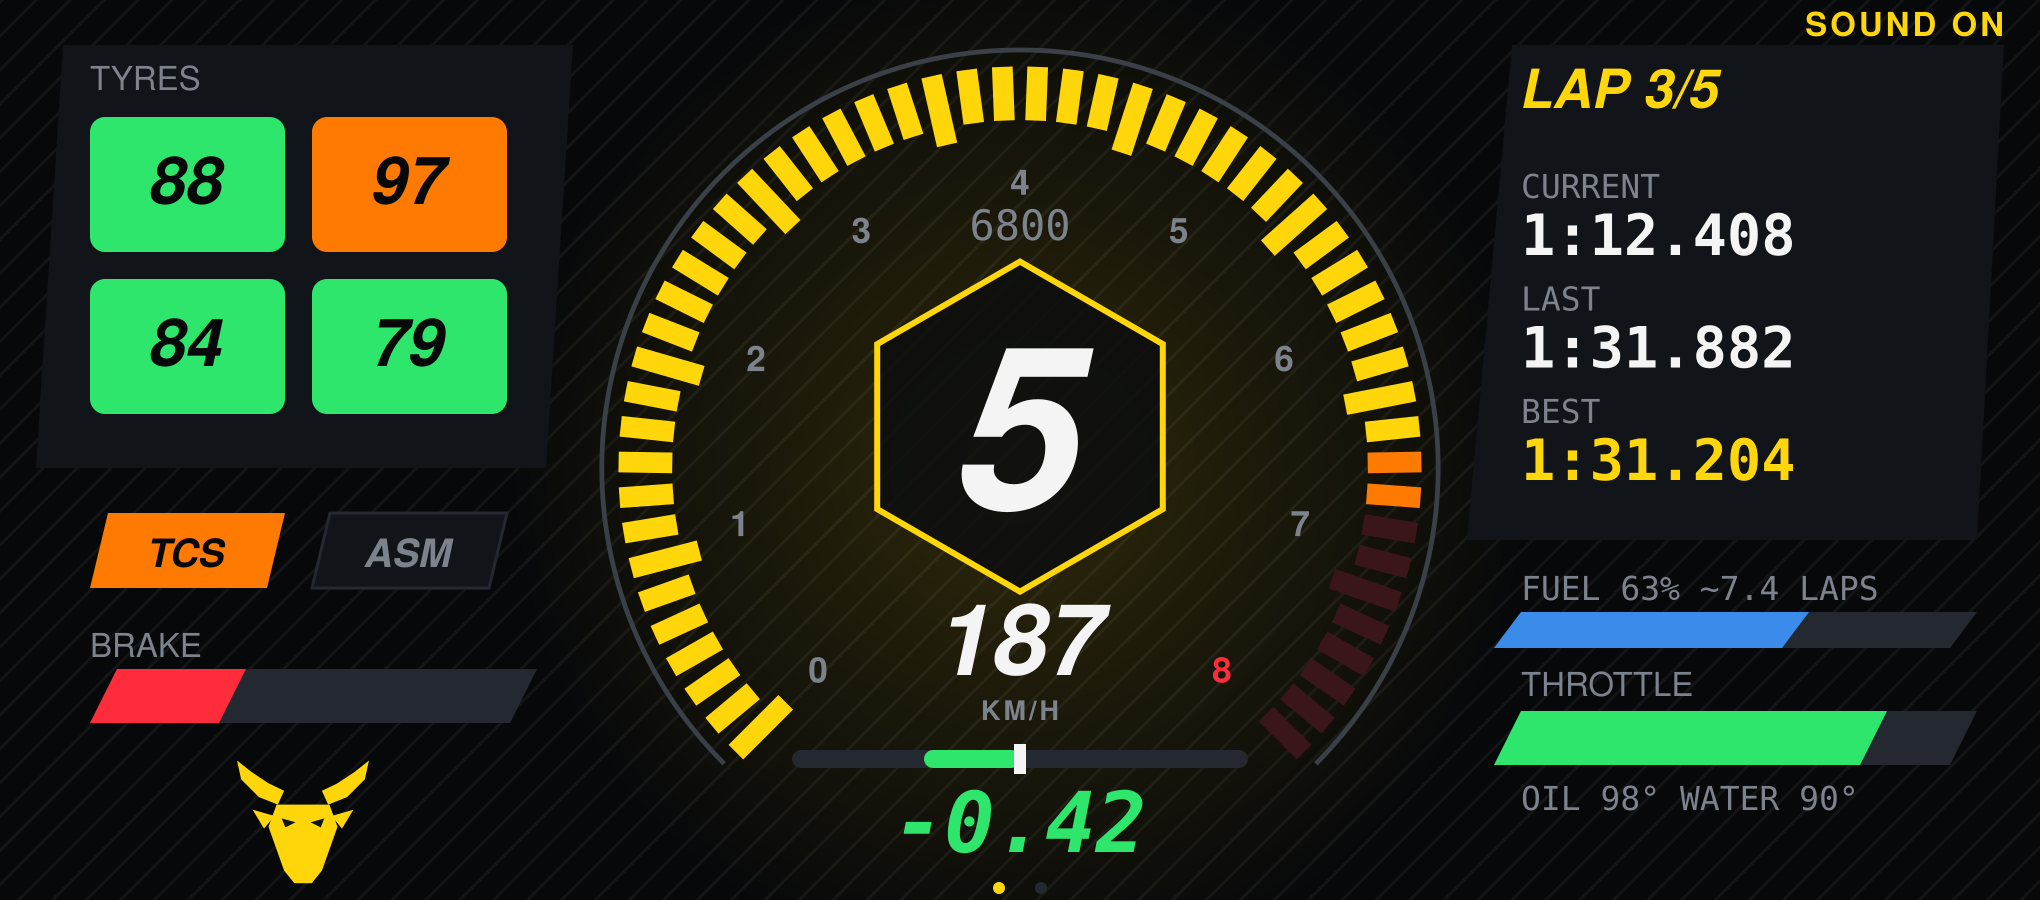 SOUND ON
TYRES
88 97
84 79
TCS ASM
BRAKE
4
3 5
6800
2 6
5
1 7
0 8
187
KM/H
-0.42
LAP 3/5
CURRENT
1:12.408
LAST
1:31.882
BEST
1:31.204
FUEL 63% ~7.4 LAPS
THROTTLE
OIL 98° WATER 90°